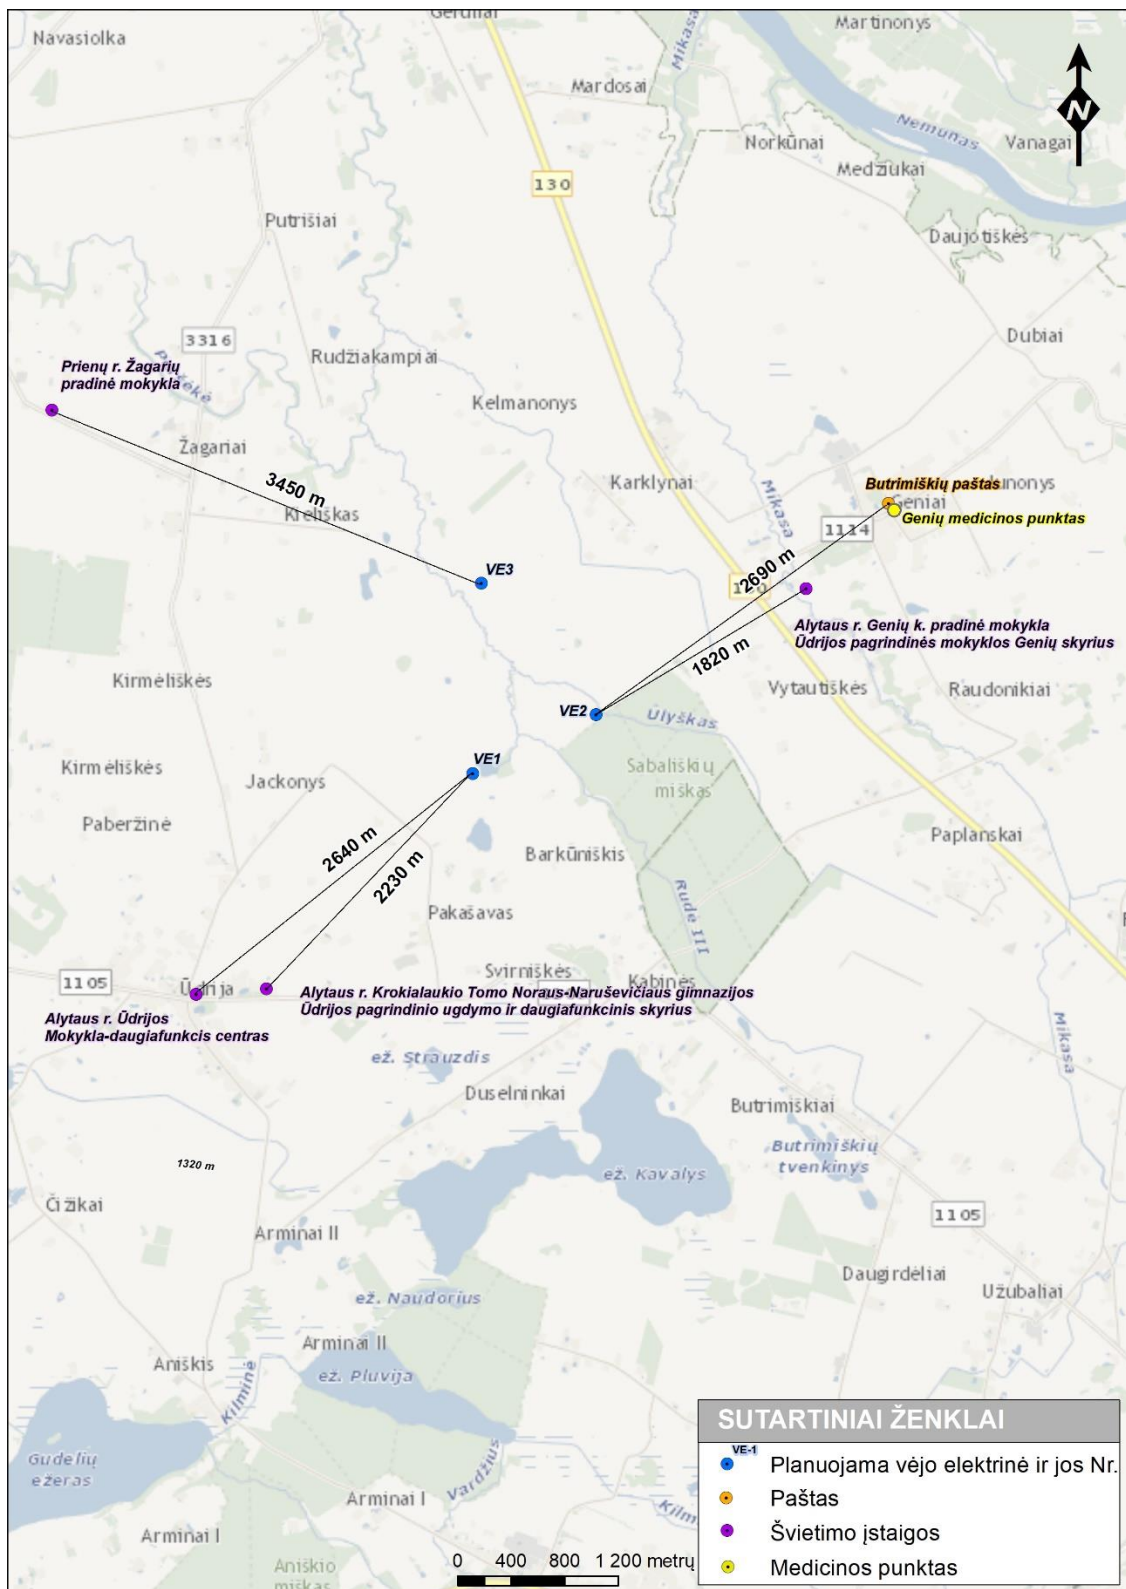 Gerullai
Martinonys
Navasiolka
Mikasa
Mardosai
Nemunas
N
Norkūnai
Vanagai
Medžiukai
130
Putrišiai
Daujotiškės
3316
Dubiai
Rudžiakampiai
Prienų r. Žagarių
pradinė mokykla
Kelmanonys
Žagariai
3450 m
Karklynai
Mikasa
Butrimiškių paštas
Geniai
Genių medicinos punktas
Kieliškas
1114
2690 m
VE3
130
Alytaus r. Genių k. pradinė mokykla
Ūdrijos pagrindinės mokyklos Genių skyrius
1820 m
Kirmėliškės
Vytautiškės
Raudonikiai
VE2
Ulyškas
VE1
Kirmėliškės
Jackonys
Sabališkių
miškas
Paberžinė
Paplanskai
2640 m
2230 m
Barkūniškis
Rudė III
Pakašavas
Svirniškės
Kabinės
1105
Ūdrija
Alytaus r. Krokialaukio Tomo Noraus-Naruševičiaus gimnazijos
Ūdrijos pagrindinio ugdymo ir daugiafunkcinis skyrius
Alytaus r. Ūdrijos
Mokykla-daugiafunkcis centras
Mikasa
ež. Strauzdis
Duselninkai
Butrimiškiai
Butrimiškių
tvenkinys
1320 m
ež. Kavalys
Čižikai
1105
Arminai II
Daugirdėliai
Užubaliai
ež. Naudorius
Arminai II
Aniškis
ež. Pluvija
Kilminė
SUTARTINIAI ŽENKLAI
VE-1
Planuojama vėjo elektrinė ir jos Nr.
Gudelių
ežeras
Vardžius
Arminai I
Paštas
Švietimo įstaigos
Arminai I
Aniškio
miškas
0 400 800 1 200 metrų
Medicinos punktas